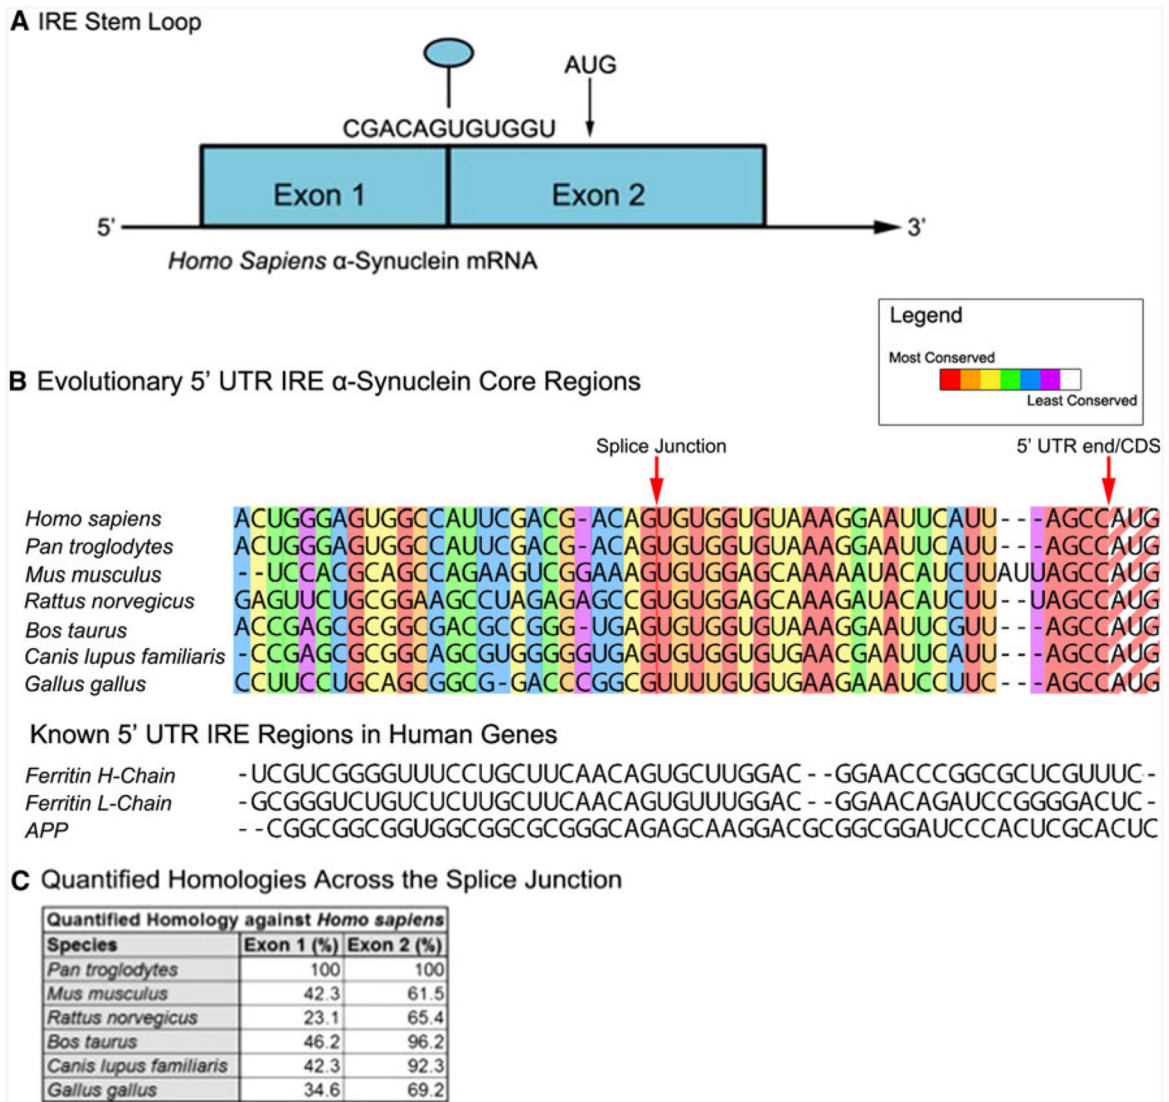 A IRE Stem Loop
AUG
CGACAGUGUGGU
Exon 1 Exon 2
5' 3'
Homo Sapiens α-Synuclein mRNA
Legend
Most Conserved
Least Conserved
B Evolutionary 5' UTR IRE α-Synuclein Core Regions
Splice Junction 5' UTR end/CDS
Homo sapiens ACUGGGAGUGGCCAUUCGACG-ACAGUGUGGUGUAAAGGAAUUCAUU---AGCCAUG
Pan troglodytes ACUGGGAGUGGCCAUUCGACG-ACAGUGUGGUGUAAAGGAAUUCAUU---AGCCAUG
Mus musculus --UCCACGCAGCCAGAAGUCGGAAAGUGUGGAGCAAAAAUACAUCUUAUUAGCCAUG
Rattus norvegicus GAGUUCUGCGGAAGCCUAGAGAGCCGUGUGGAGCAAAGAUACAUCUU--UAGCCAUG
Bos taurus ACCGAGCGCGGCGACGCCGGG-UGAGUGUGGUGUAAAGGAAUUCGUU---AGCCAUG
Canis lupus familiaris -CCGAGCGCGGCAGCGUGGGGGUGAGUGUGGUGUGAACGAAUUCAUU---AGCCAUG
Gallus gallus CCUUCCUGCAGCGGCG-GACCCGGCGUUUUGUGUGAAGAAAUCCUUC---AGCCAUG
Known 5' UTR IRE Regions in Human Genes
Ferritin H-Chain -UCGUCGGGGUUUCCUGCUUCAACAGUGCUUGGAC--GGAACCCGGCGCUCGUUUC-
Ferritin L-Chain -GCGGGUCUGUCUCUUGCUUCAACAGUGUUUGGAC--GGAACAGAUCCGGGGACUC-
APP --CGGCGGCGGUGGCGGCGCGGGCAGAGCAAGGACGCGGCGGAUCCCACUCGCACUC
C Quantified Homologies Across the Splice Junction
Quantified Homology against Homo sapiens
Species Exon 1 (%) Exon 2 (%)
Pan troglodytes 100 100
Mus musculus 42.3 61.5
Rattus norvegicus 23.1 65.4
Bos taurus 46.2 96.2
Canis lupus familiaris 42.3 92.3
Gallus gallus 34.6 69.2